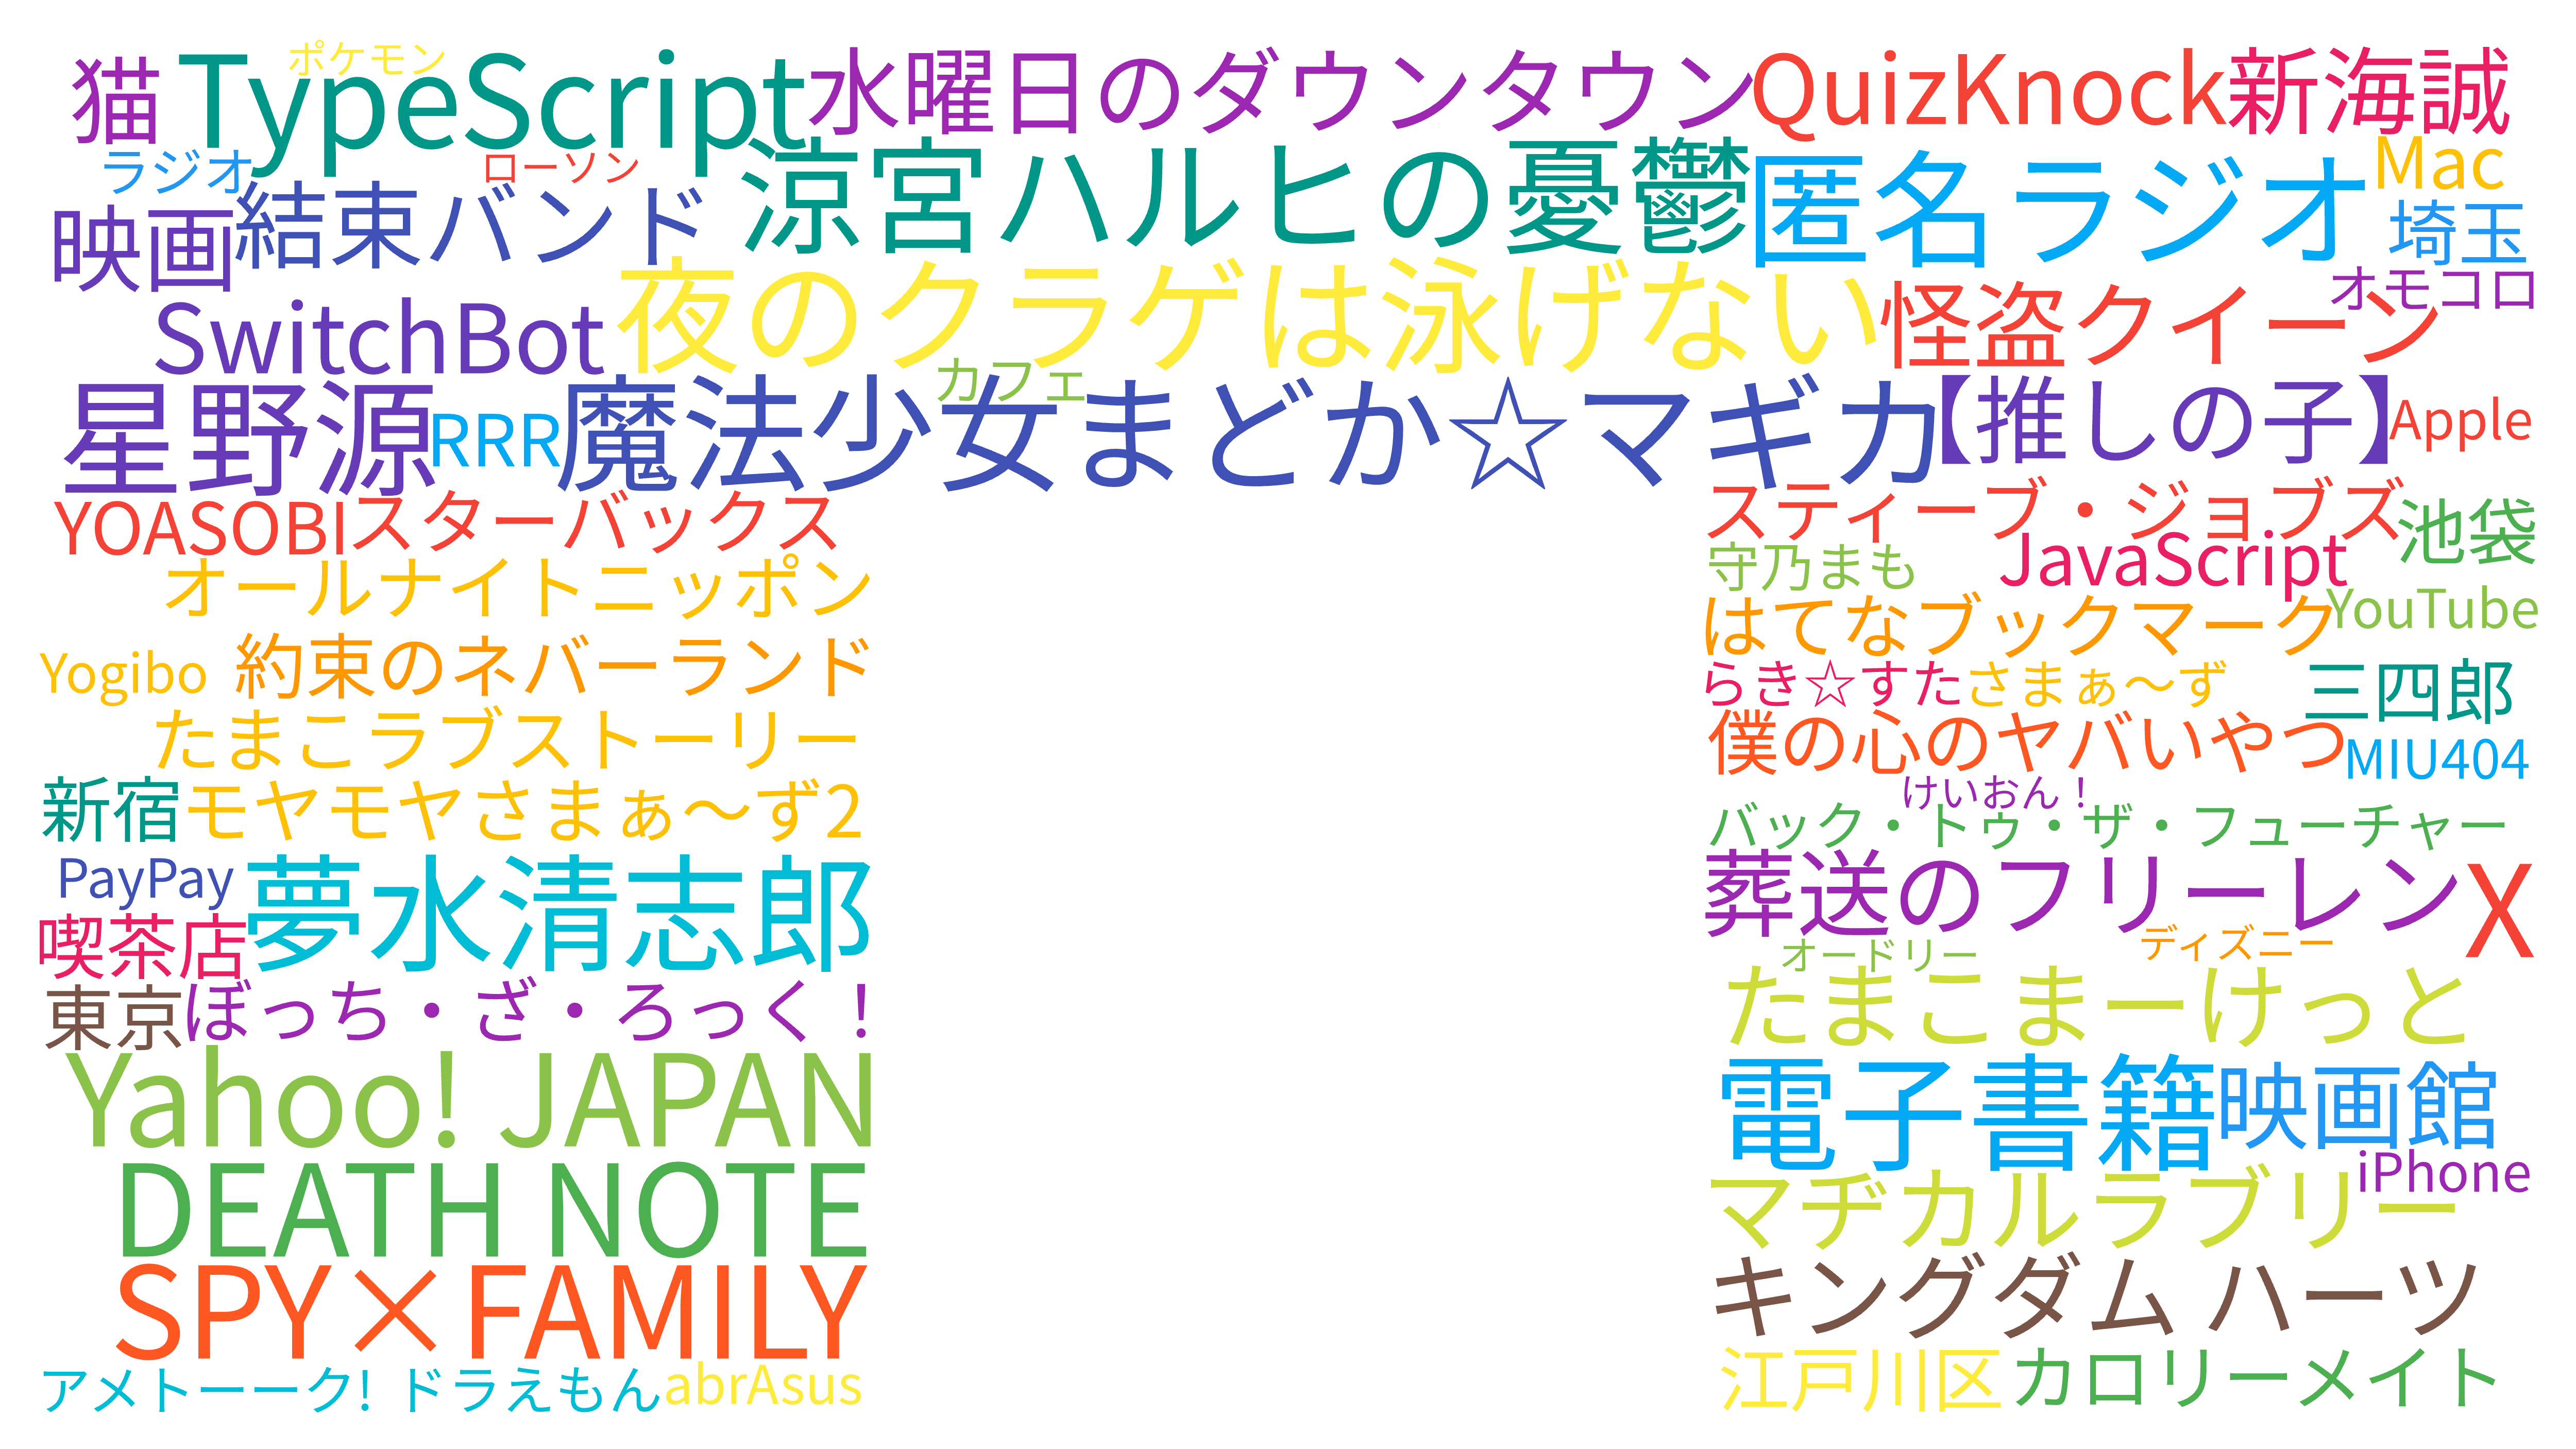 ポケモン
猫 TypeScript 水曜日のダウンタウン QuizKnock 新海誠
ラジオ ローソン 涼宮ハルヒの憂鬱 匿名ラジオ Mac
映画 結束バンド 埼玉
SwitchBot 夜のクラゲは泳げない 怪盗クイーン オモコロ
カフェ
星野源 RRR 魔法少女まどか☆マギカ 【推しの子】 Apple
YOASOBI スターバックス スティーブ・ジョブズ 池袋
オールナイトニッポン 守乃まも JavaScript
はてなブックマーク YouTube
Yogibo 約束のネバーランド らき☆すた さまぁ〜ず 三四郎
たまこラブストーリー 僕の心のヤバいやつ MIU404
新宿 モヤモヤさまぁ〜ず2 けいおん！
バック・トゥ・ザ・フューチャー
PayPay 夢水清志郎 葬送のフリーレン X
喫茶店 オードリー ディズニー
東京 ぼっち・ざ・ろっく！ たまこまーけっと
Yahoo! JAPAN 電子書籍 映画館
DEATH NOTE マヂカルラブリー iPhone
SPY×FAMILY キングダム ハーツ
アメトーーク! ドラえもん abrAsus 江戸川区 カロリーメイト